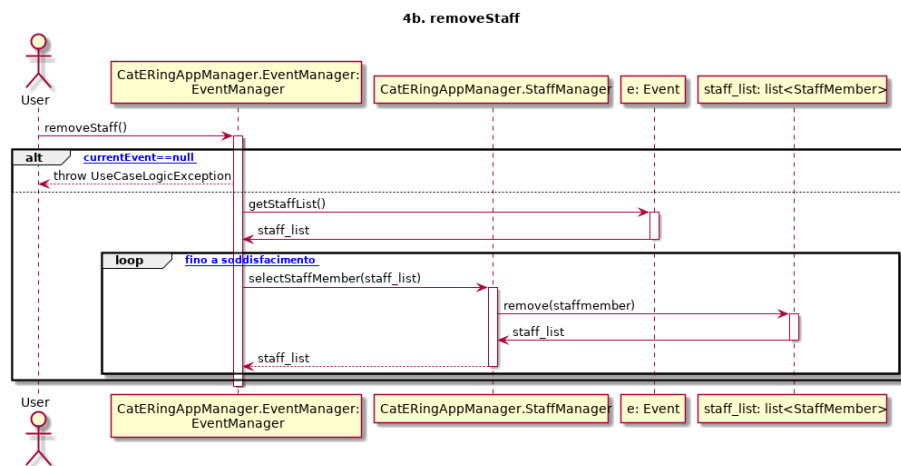 4b. removeStaff
User
CatERingAppManager.EventManager:
EventManager
CatERingAppManager.StaffManager
e: Event
staff_list: list<StaffMember>
removeStaff()
alt
currentEvent==null
throw UseCaseLogicException
getStaffList()
staff_list
loop
fino a soddisfacimento
selectStaffMember(staff_list)
remove(staffmember)
staff_list
staff_list
User
CatERingAppManager.EventManager:
EventManager
CatERingAppManager.StaffManager
e: Event
staff_list: list<StaffMember>